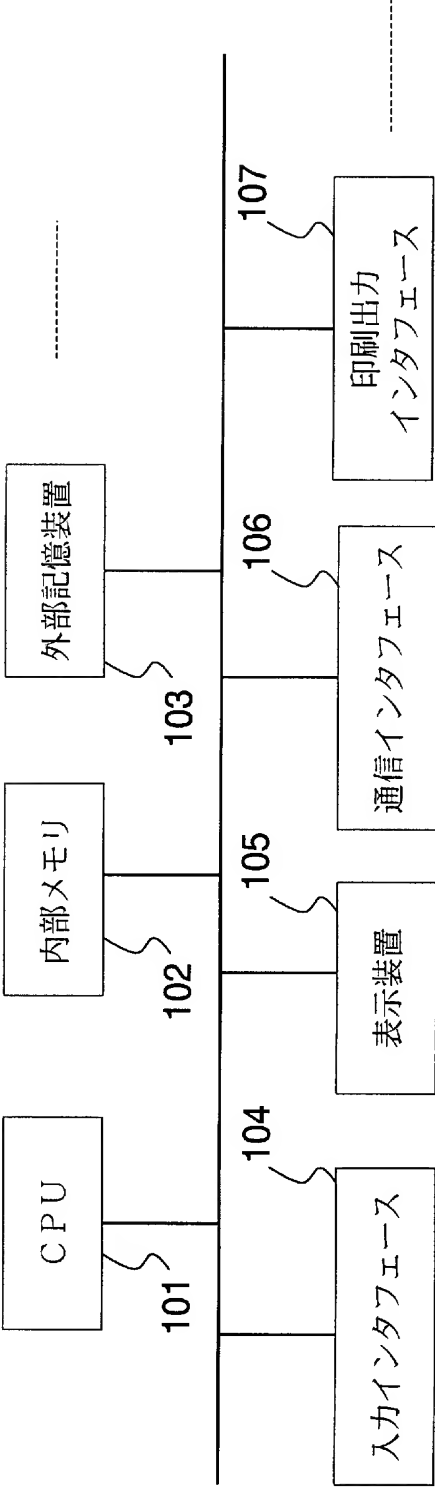 CPU
101
内部メモリ
102
外部記憶装置
103
入力インタフェース
104
表示装置
105
通信インタフェース
106
印刷出力
インタフェース
107